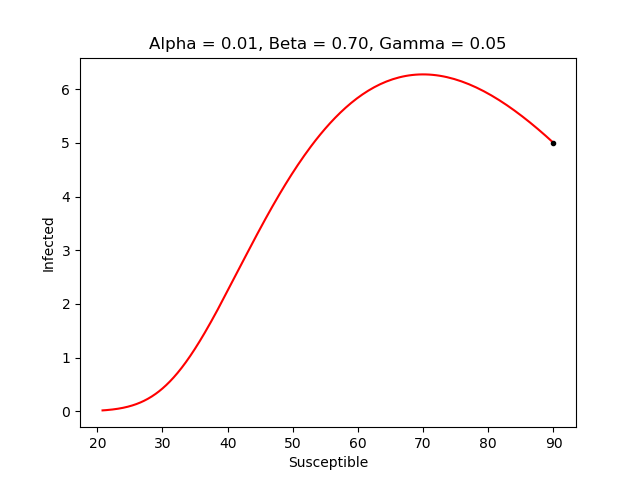 Alpha = 0.01, Beta = 0.70, Gamma = 0.05
6
5
4
3
2
1
0
Infected
20 30 40 50 60 70 80 90
Susceptible